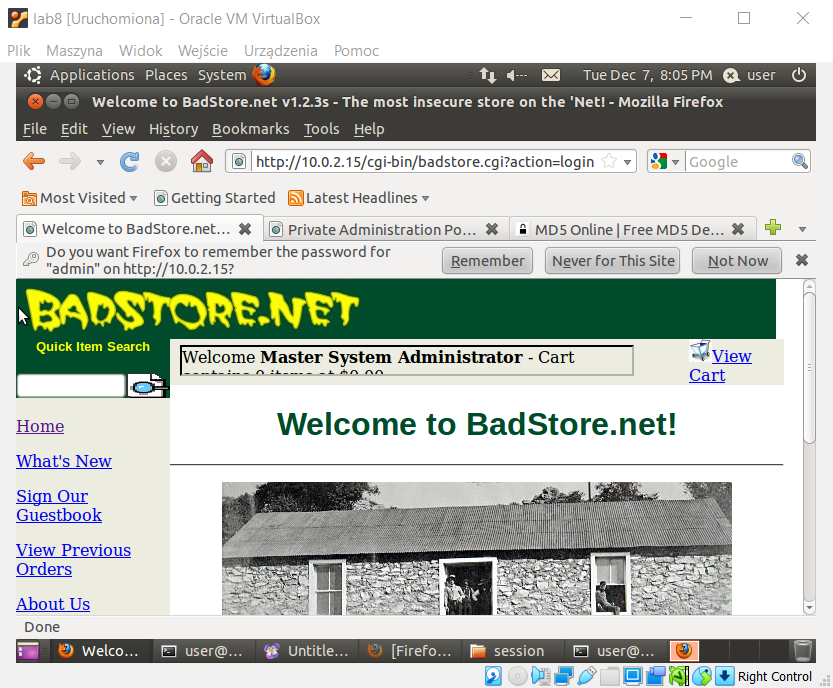 lab8 [Uruchomiona] - Oracle VM VirtualBox
Plik Maszyna Widok Wejście Urządzenia Pomoc
Applications Places System Tue Dec 7, 8:05 PM user
Welcome to BadStore.net v1.2.3s - The most insecure store on the 'Net! - Mozilla Firefox
File Edit View History Bookmarks Tools Help
http://10.0.2.15/cgi-bin/badstore.cgi?action=login Google
Most Visited Getting Started Latest Headlines
Welcome to BadStore.net... Private Administration Po... MD5 Online | Free MD5 De...
Do you want Firefox to remember the password for
"admin" on http://10.0.2.15?
Remember Never for This Site Not Now
BADSTORE.NET
Quick Item Search
Welcome Master System Administrator - Cart
contains 0 items at $0.00
View
Cart
Home
What's New
Sign Our
Guestbook
View Previous
Orders
About Us
Welcome to BadStore.net!
Done
Welco... user@... Untitle... [Firefo... session user@...
Right Control